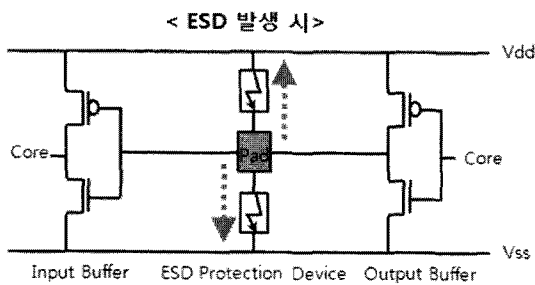 < ESD 발생 시>
Vdd
Core
Pad
Core
Vss
Input Buffer
ESD Protection Device
Output Buffer